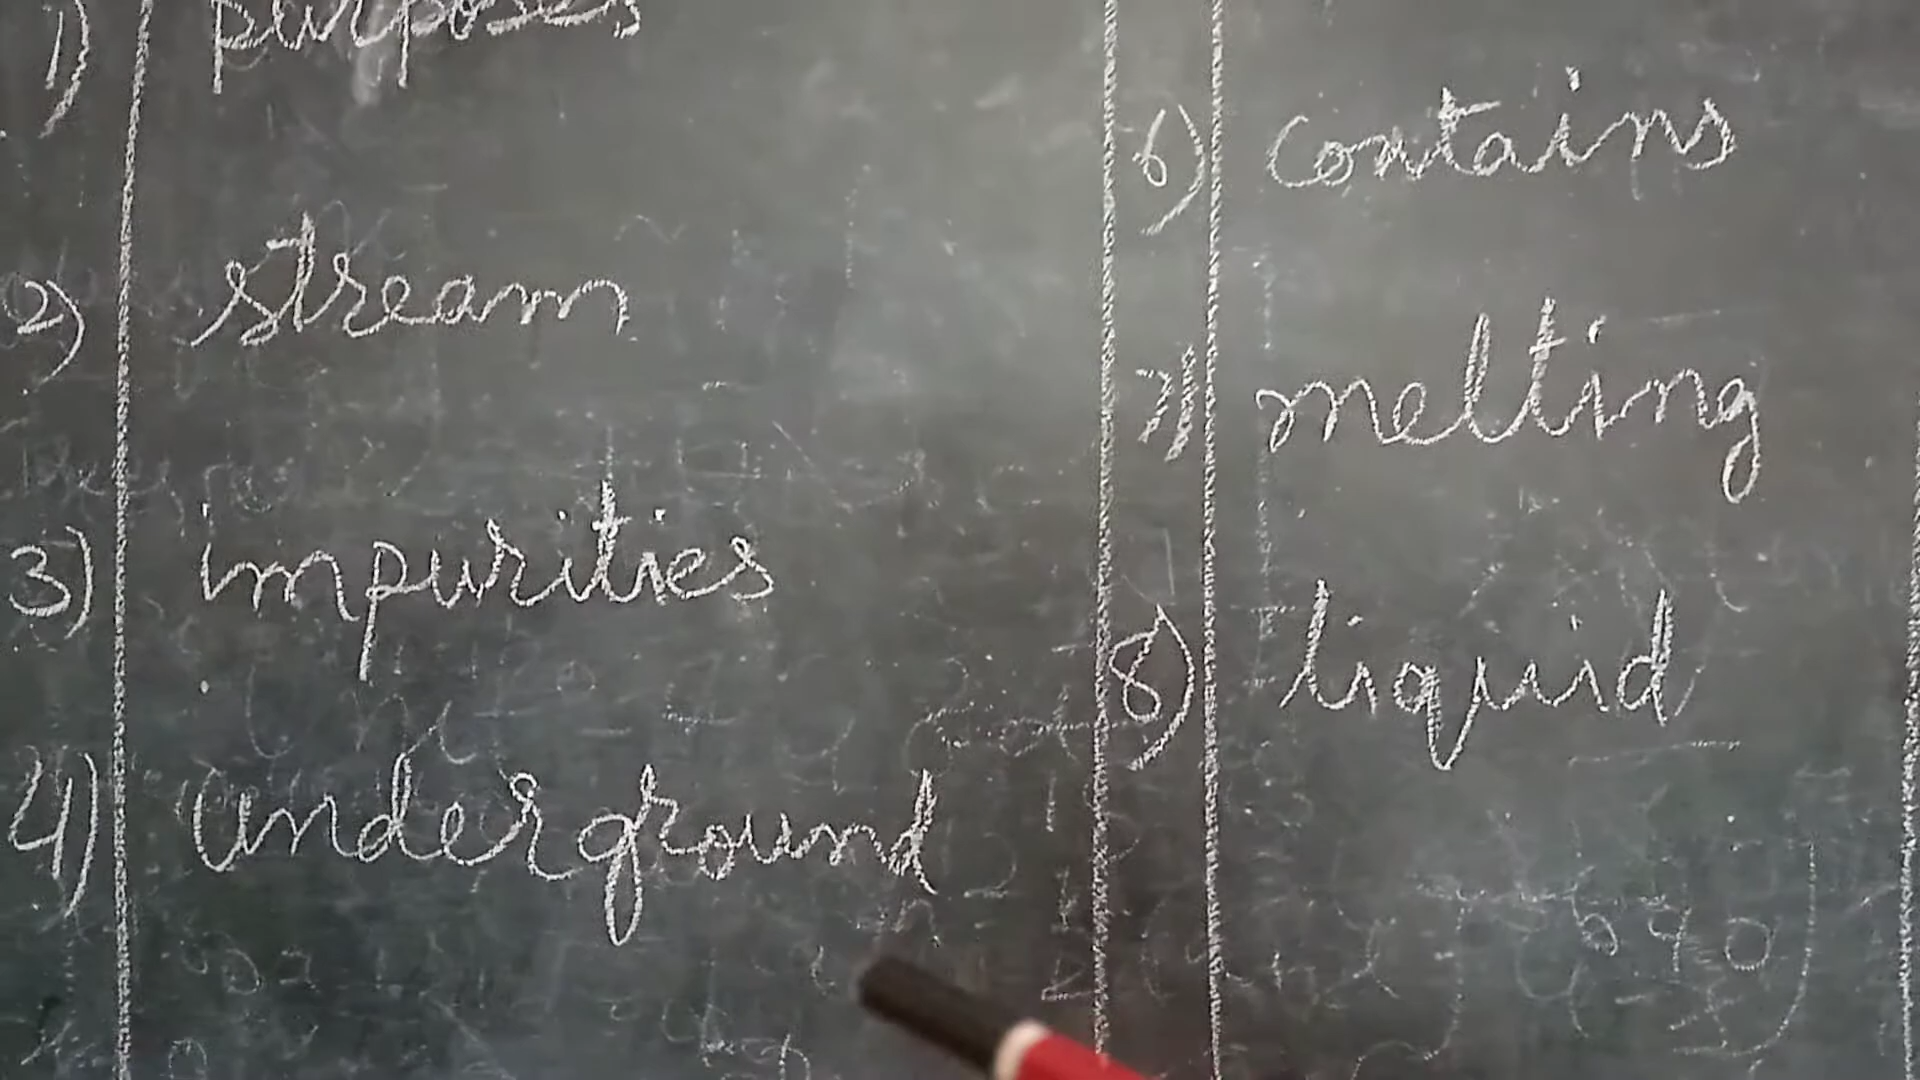 1) purposes
2) stream
3) impurities
4) underground
6) contains
7) melting
8) liquid